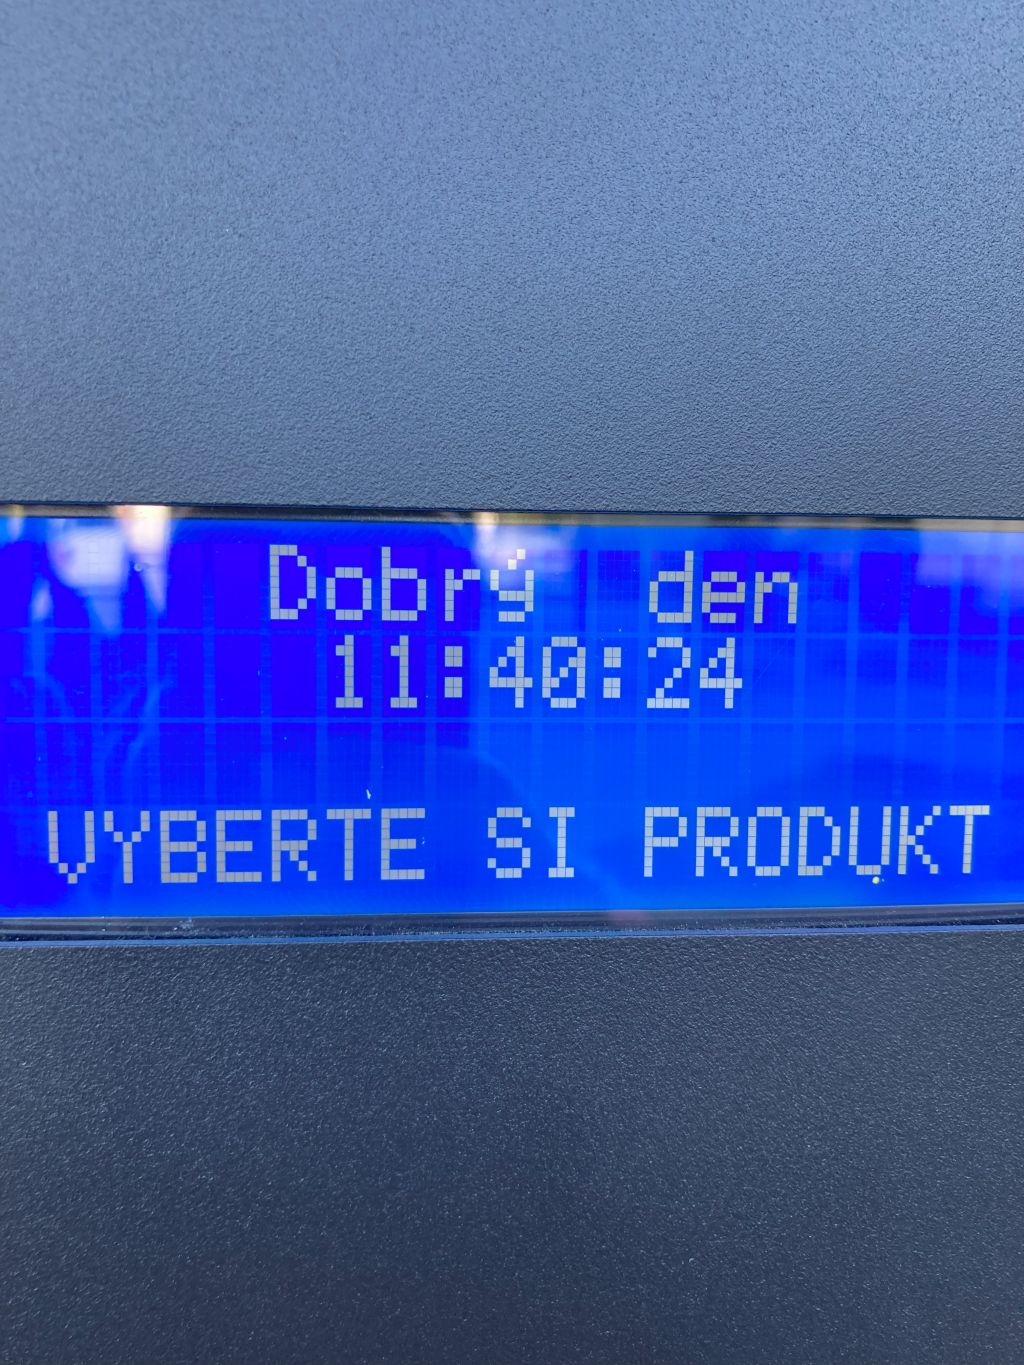 Dobrý den
11:40:24
VYBERTE SI PRODUKT